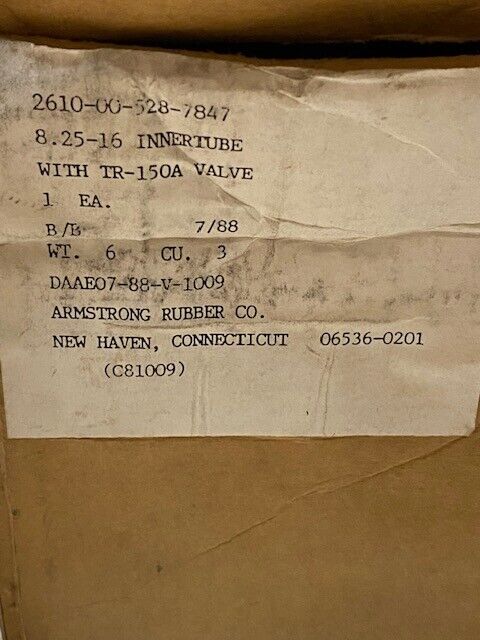 2610-00-528-7847
8.25-16 INNERTUBE
WITH TR-150A VALVE
1 EA.
B/B 7/88
WT. 6 CU. 3
DAAE07-88-V-1009
ARMSTRONG RUBBER CO.
NEW HAVEN, CONNECTICUT 06536-0201
(C81009)